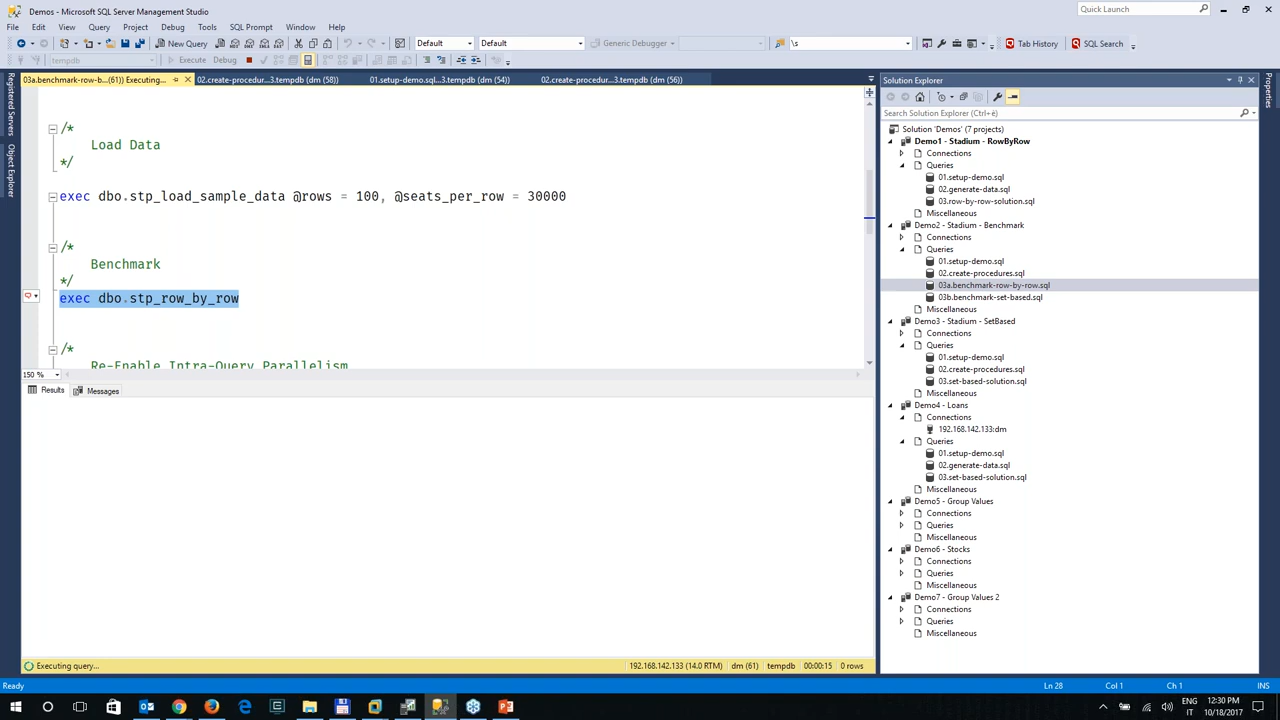 Demos - Microsoft SQL Server Management Studio
Quick Launch
File Edit View Query Project Debug Tools SQL Prompt Window Help
New Query Default Default Generic Debugger \s Tab History SQL Search
tempdb Execute Debug
03a.benchmark-row-b...(61)) Executing... 02.create-procedur...3.tempdb (dm (58)) 01.setup-demo.sql...3.tempdb (dm (54)) 02.create-procedur...3.tempdb (dm (56))
Registered Servers
Object Explorer
/*
Load Data
*/
exec dbo.stp_load_sample_data @rows = 100, @seats_per_row = 30000
/*
Benchmark
*/
exec dbo.stp_row_by_row
/*
Re-Enable Intra-Query Parallelism
150 %
Results Messages
Executing query...
192.168.142.133 (14.0 RTM) dm (61) tempdb 00:00:15 0 rows
Solution Explorer
Search Solution Explorer (Ctrl+è)
Solution 'Demos' (7 projects)
Demo1 - Stadium - RowByRow
Connections
Queries
01.setup-demo.sql
02.generate-data.sql
03.row-by-row-solution.sql
Miscellaneous
Demo2 - Stadium - Benchmark
Connections
Queries
01.setup-demo.sql
02.create-procedures.sql
03a.benchmark-row-by-row.sql
03b.benchmark-set-based.sql
Miscellaneous
Demo3 - Stadium - SetBased
Connections
Queries
01.setup-demo.sql
02.create-procedures.sql
03.set-based-solution.sql
Miscellaneous
Demo4 - Loans
Connections
192.168.142.133:dm
Queries
01.setup-demo.sql
02.generate-data.sql
03.set-based-solution.sql
Miscellaneous
Demo5 - Group Values
Connections
Queries
Miscellaneous
Demo6 - Stocks
Connections
Queries
Miscellaneous
Demo7 - Group Values 2
Connections
Queries
Miscellaneous
Properties
Ready Ln 28 Col 1 Ch 1 INS
ENG
IT
12:30 PM
10/18/2017